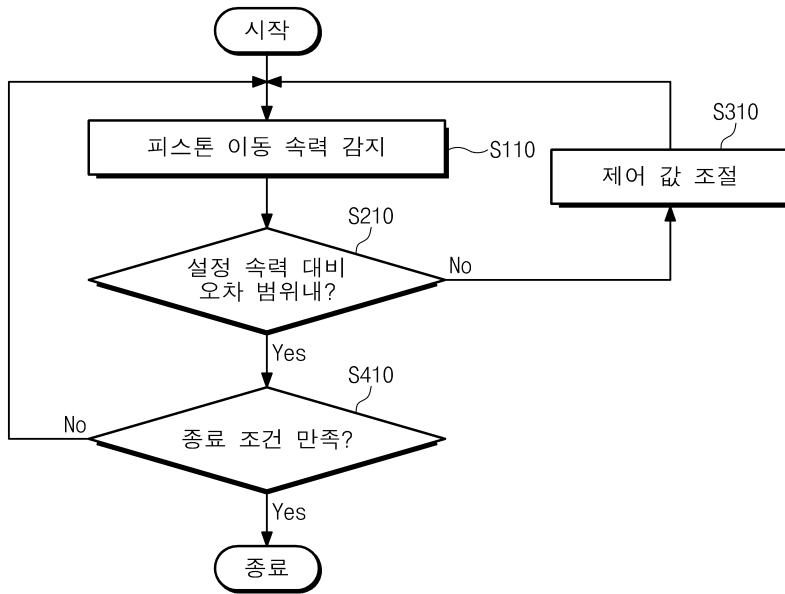 시작
피스톤 이동 속력 감지
S110
S310
제어 값 조절
S210
설정 속력 대비
오차 범위내?
No
Yes
S410
종료 조건 만족?
No
Yes
종료